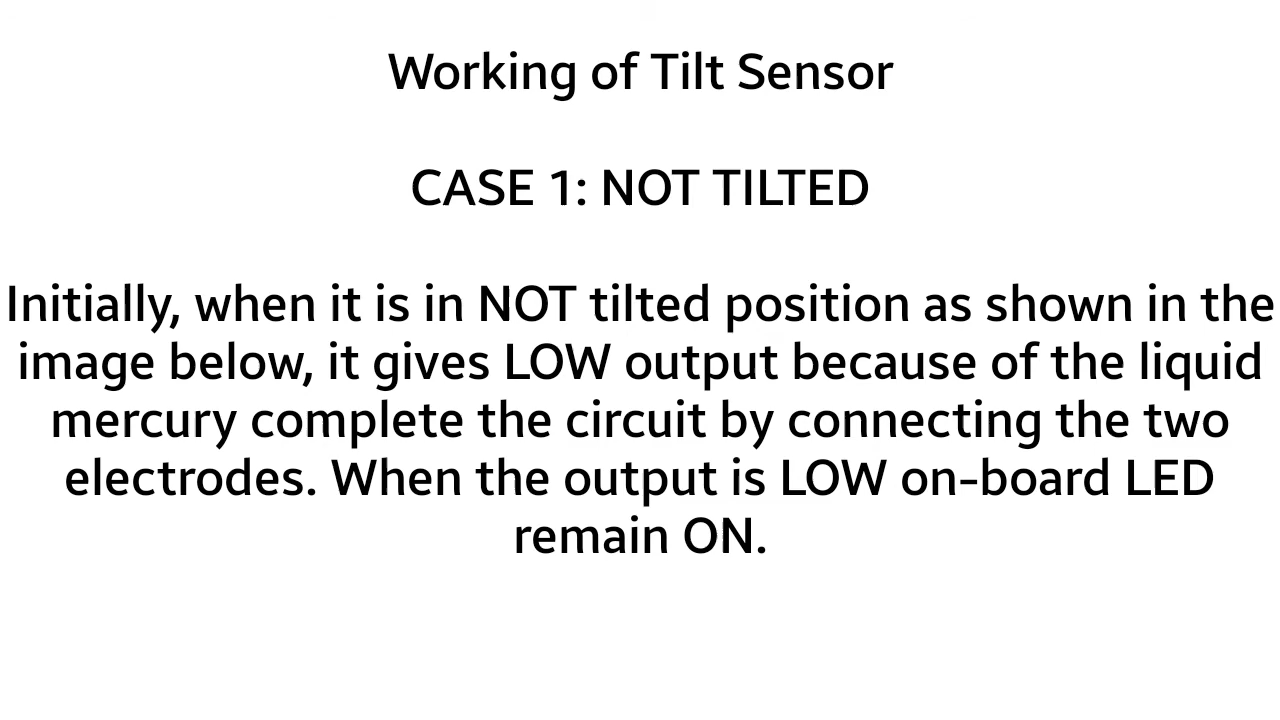 Working of Tilt Sensor
CASE 1: NOT TILTED
Initially, when it is in NOT tilted position as shown in the
image below, it gives LOW output because of the liquid
mercury complete the circuit by connecting the two
electrodes. When the output is LOW on-board LED
remain ON.